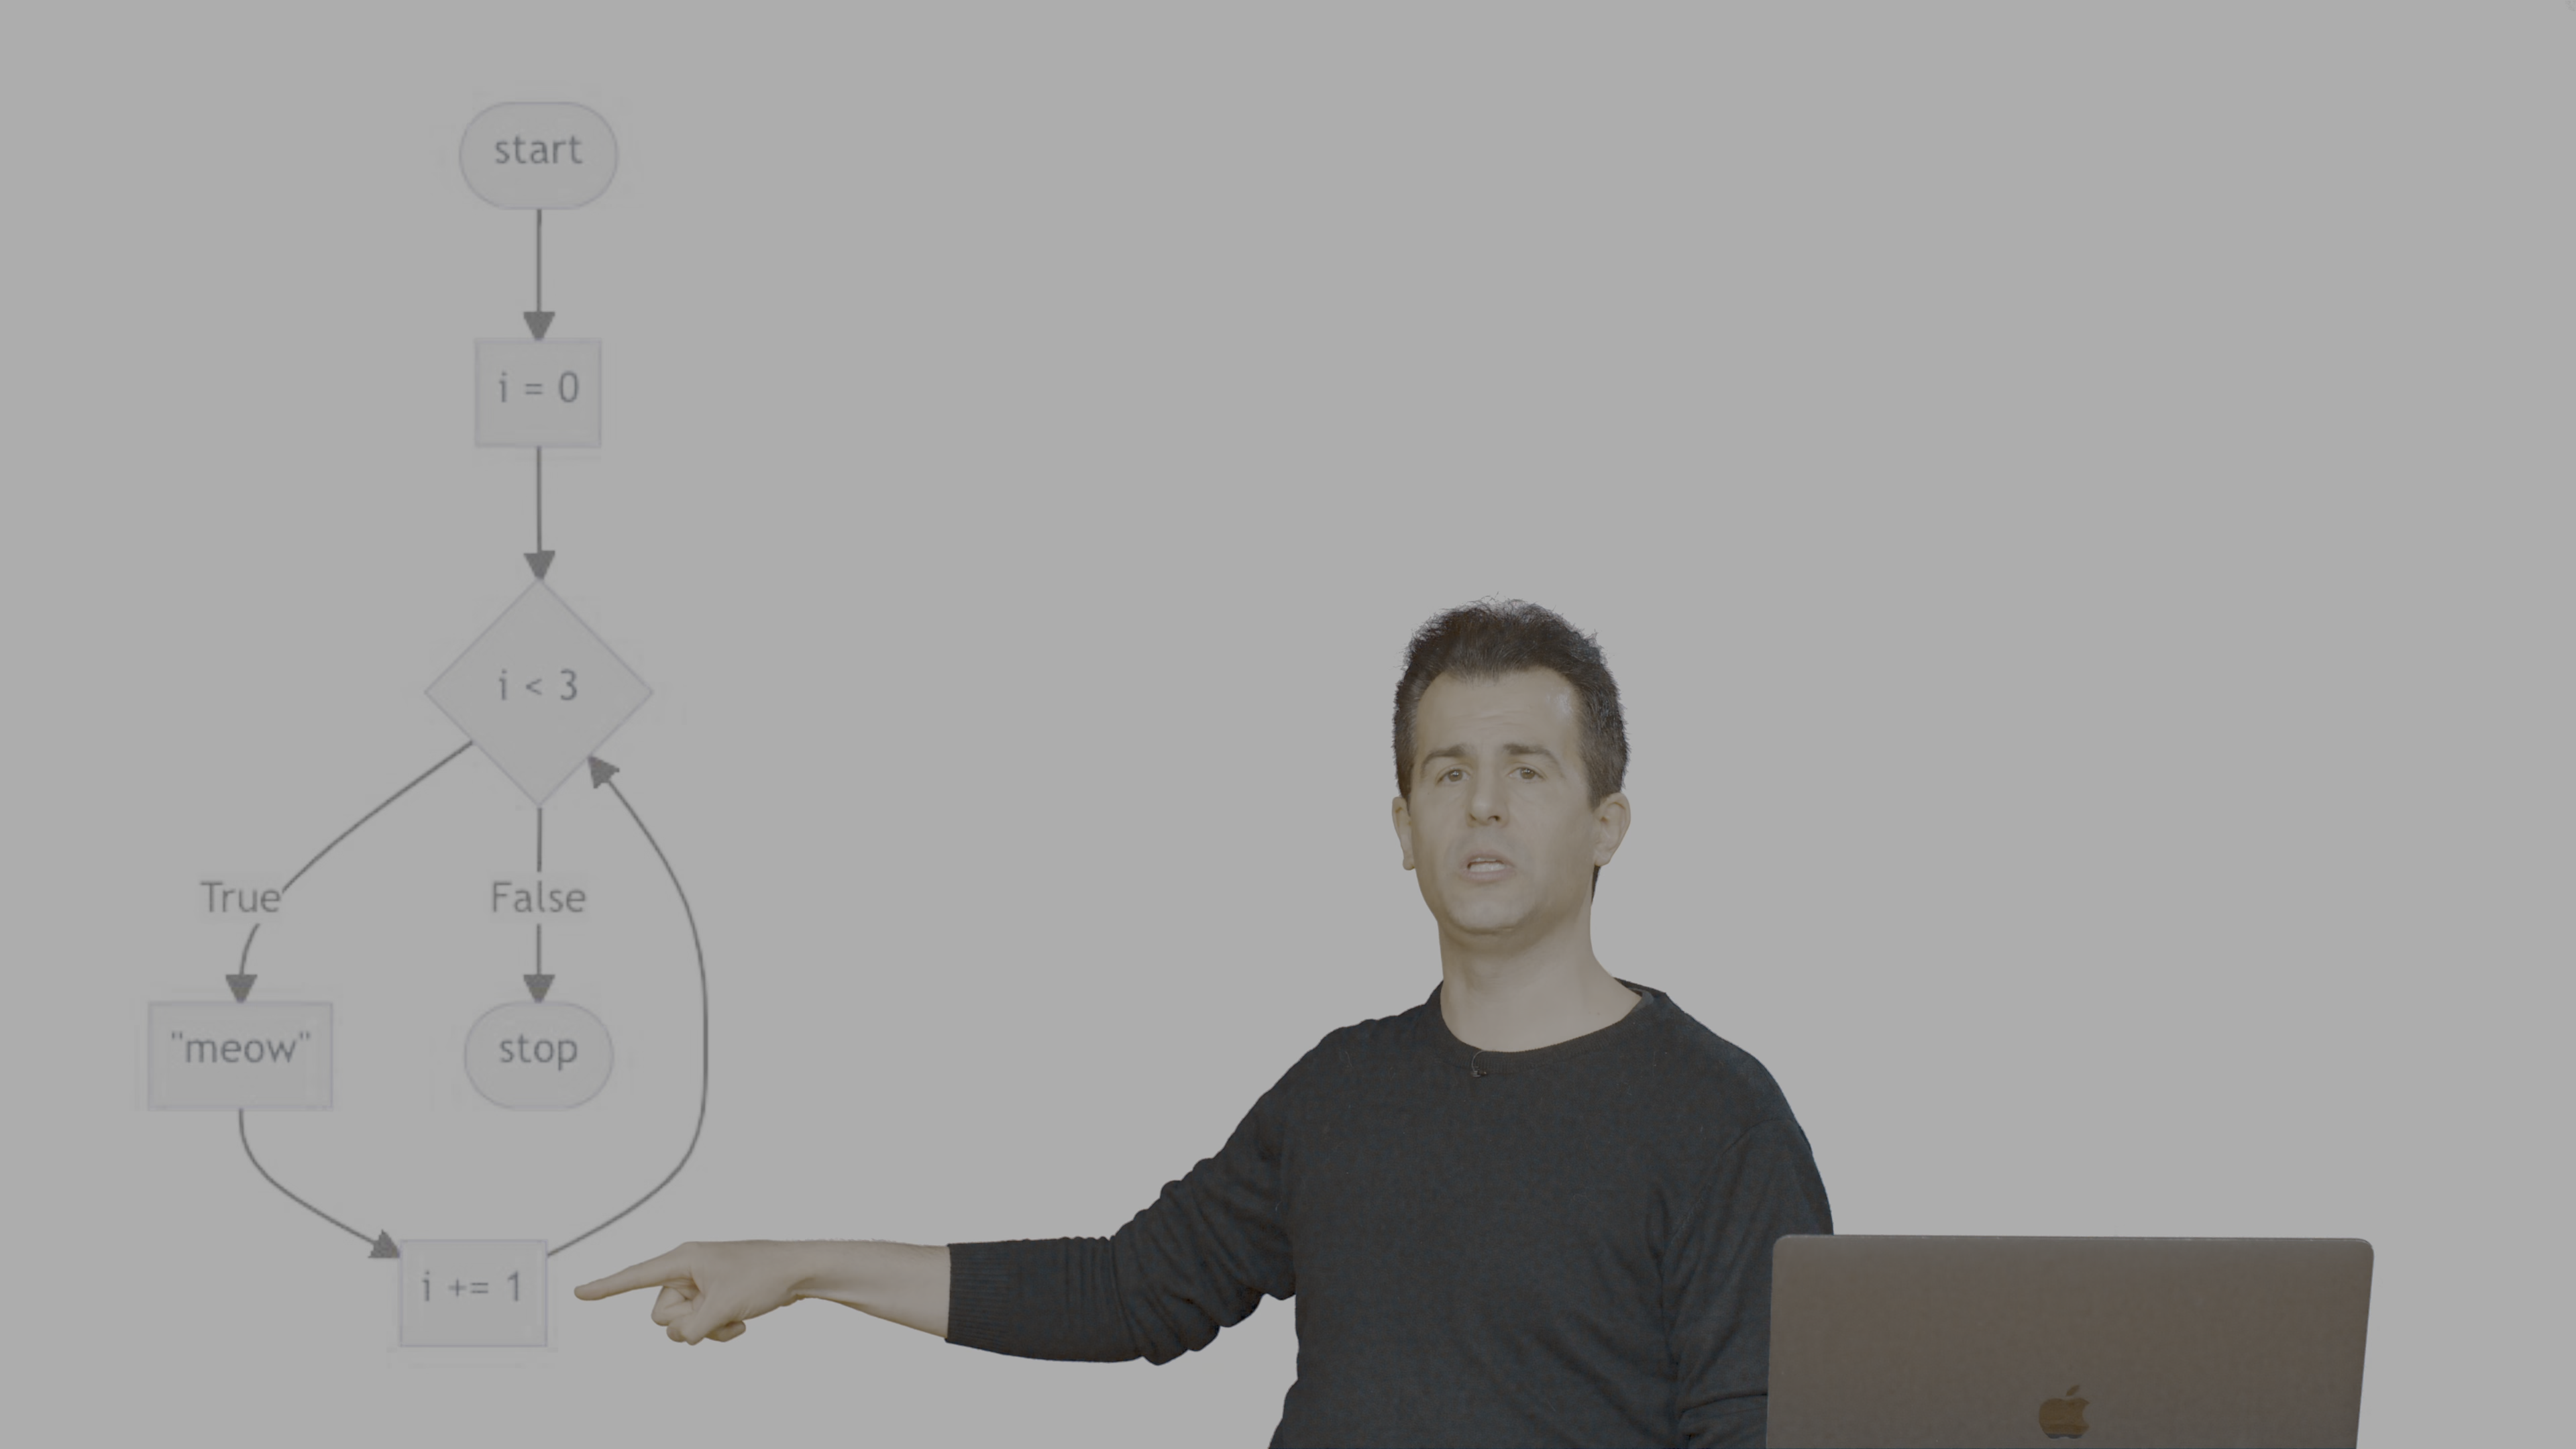 start
i = 0
i < 3
True
False
"meow"
stop
i += 1